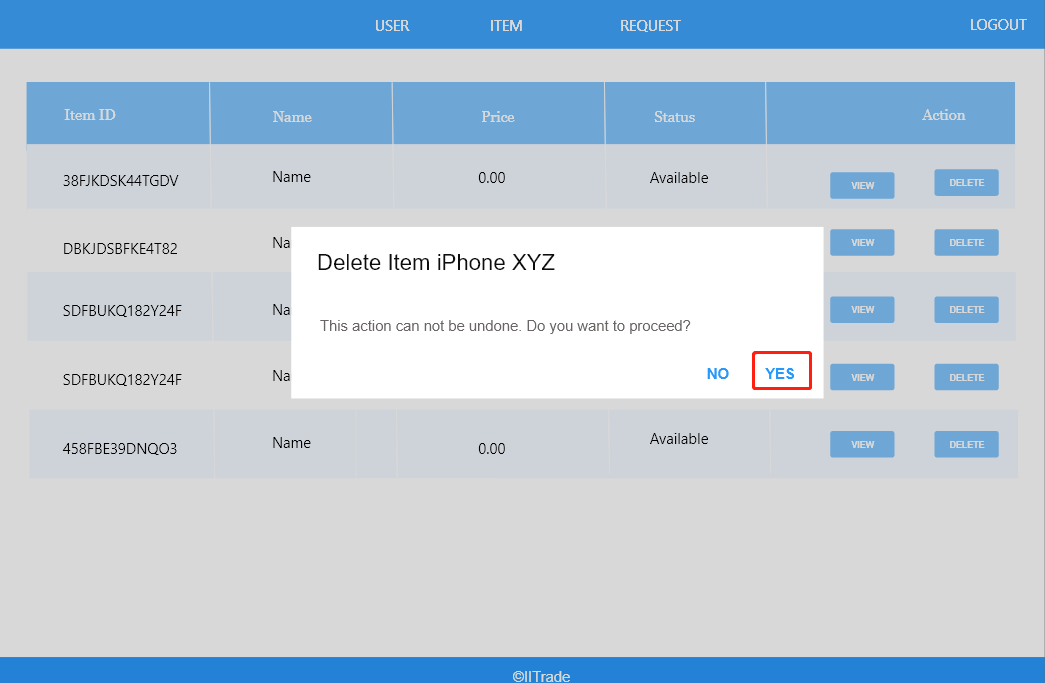 USER ITEM REQUEST LOGOUT
Item ID Name Price Status Action
38FJKDSK44TGDV Name 0.00 Available VIEW DELETE
DBKJDSBFKE4T82 Na VIEW DELETE
Delete Item iPhone XYZ
SDFBUKQ182Y24F Na VIEW DELETE
This action can not be undone. Do you want to proceed?
SDFBUKQ182Y24F Na NO YES VIEW DELETE
458FBE39DNQO3 Name 0.00 Available VIEW DELETE
©IITrade